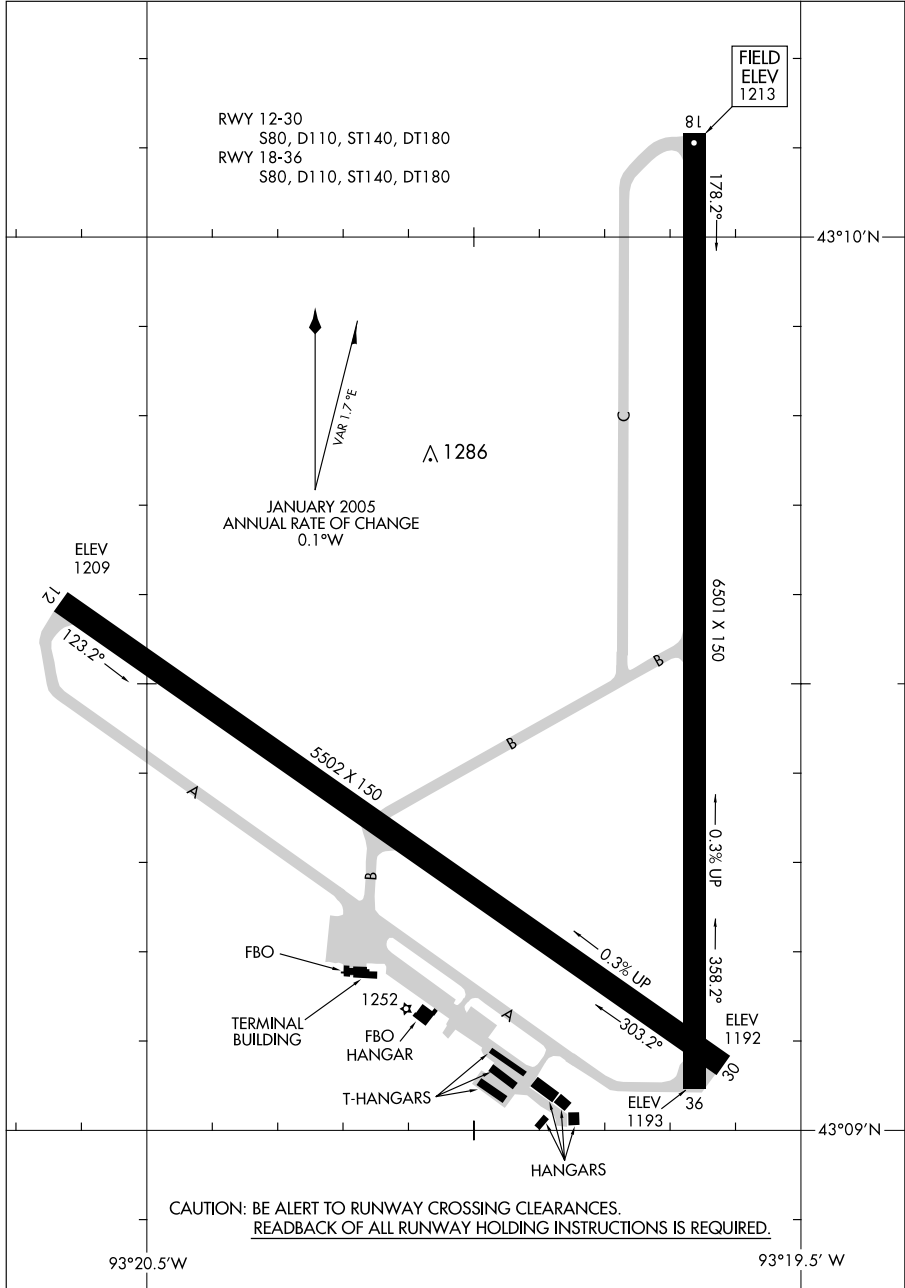 FIELD
ELEV
1213
RWY 12-30
S80, D110, ST140, DT180
RWY 18-36
S80, D110, ST140, DT180
18
178.2°
43°10'N
VAR 1.7 °E
C
1286
JANUARY 2005
ANNUAL RATE OF CHANGE
0.1°W
ELEV
1209
12
123.2°
6501 X 150
B
B
5502 X 150
A
0.3% UP
B
FBO
0.3% UP
358.2°
1252
TERMINAL
BUILDING
FBO
HANGAR
A
303.2°
ELEV
1192
30
T-HANGARS
ELEV
1193
36
43°09'N
HANGARS
CAUTION: BE ALERT TO RUNWAY CROSSING CLEARANCES.
READBACK OF ALL RUNWAY HOLDING INSTRUCTIONS IS REQUIRED.
93°20.5'W
93°19.5' W